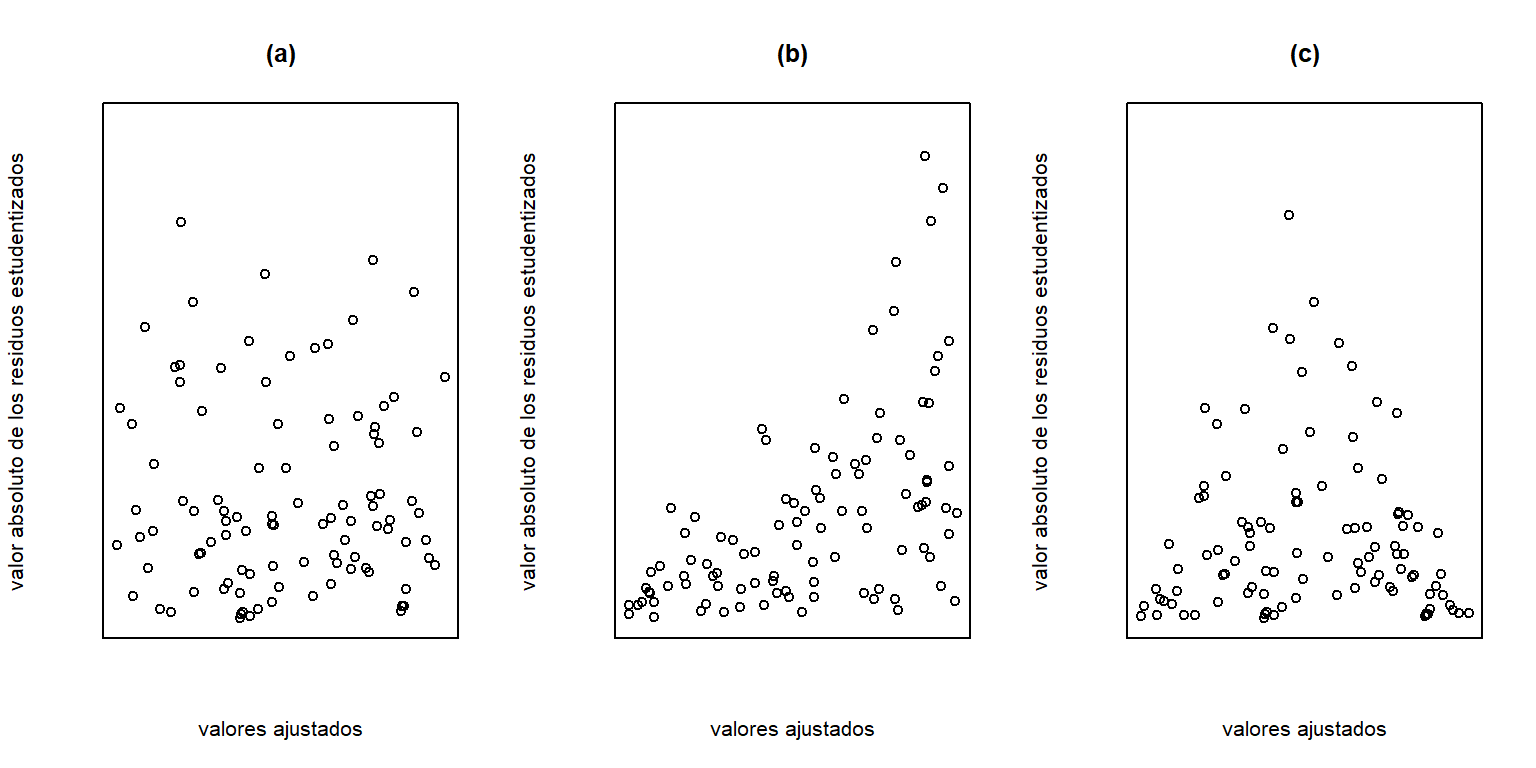 (a)
valor absoluto de los residuos estudentizados
valores ajustados
(b)
valor absoluto de los residuos estudentizados
valores ajustados
(c)
valor absoluto de los residuos estudentizados
valores ajustados